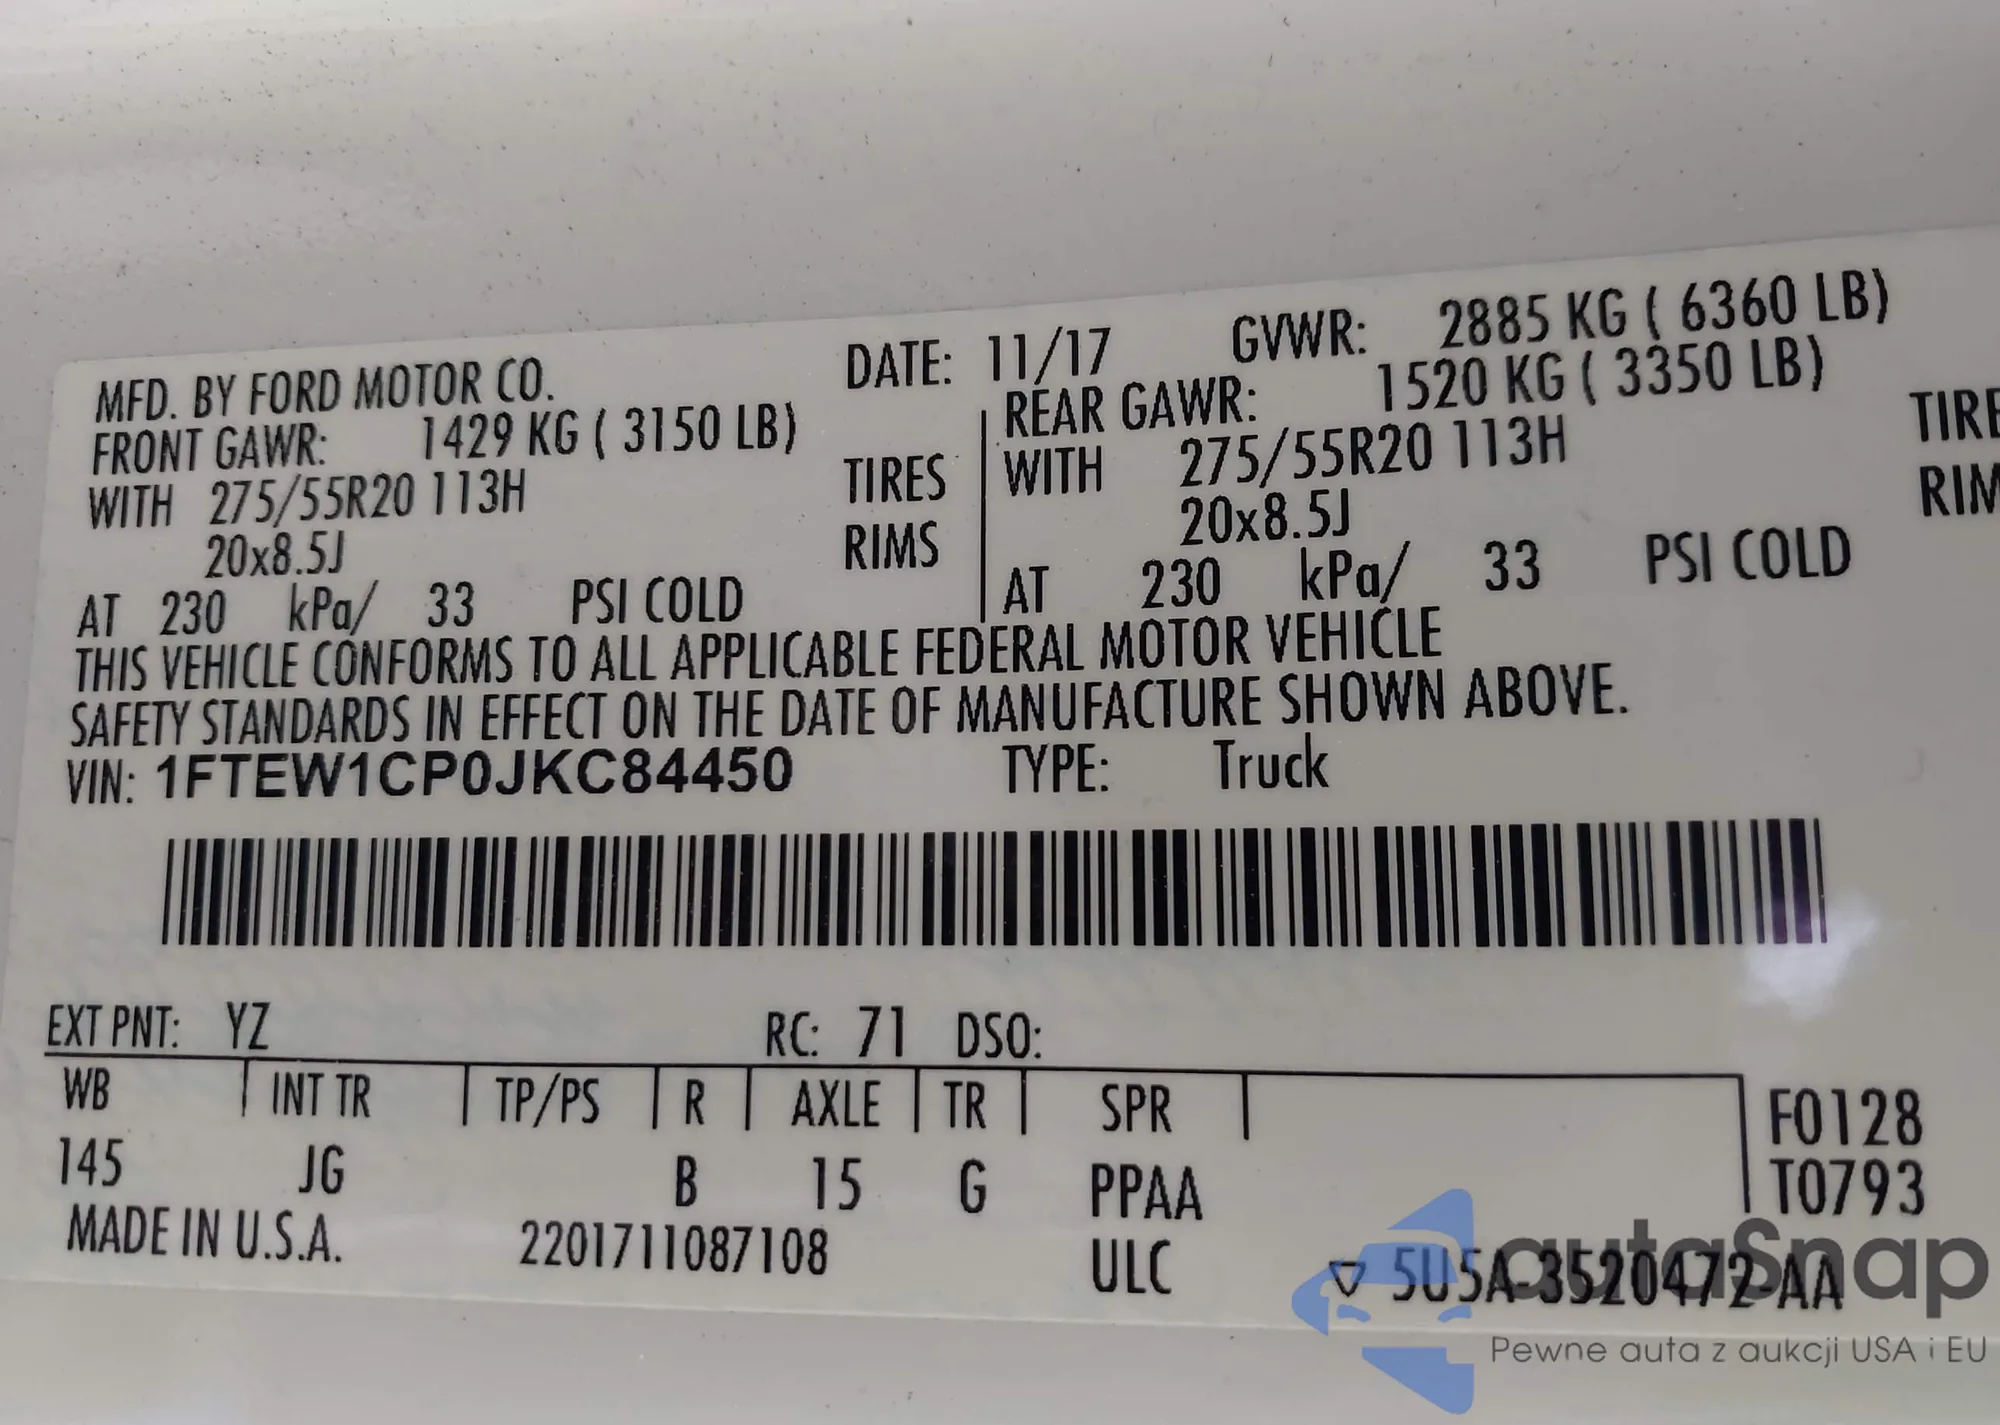 MFD. BY FORD MOTOR CO. DATE: 11/17 GVWR: 2885 KG ( 6360 LB)
FRONT GAWR: 1429 KG ( 3150 LB) REAR GAWR: 1520 KG ( 3350 LB)
WITH 275/55R20 113H TIRES WITH 275/55R20 113H TIRE
20x8.5J RIMS 20x8.5J RIM
AT 230 kPa/ 33 PSI COLD AT 230 kPa/ 33 PSI COLD
THIS VEHICLE CONFORMS TO ALL APPLICABLE FEDERAL MOTOR VEHICLE
SAFETY STANDARDS IN EFFECT ON THE DATE OF MANUFACTURE SHOWN ABOVE.
VIN: 1FTEW1CP0JKC84450 TYPE: Truck
EXT PNT: YZ RC: 71 DSO:
WB INT TR TP/PS R AXLE TR SPR F0128
145 JG B 15 G PPAA T0793
MADE IN U.S.A. 2201711087108 ULC ▽ 5U5A-3520472-AA
autaSnap
Pewne auta z aukcji USA i EU